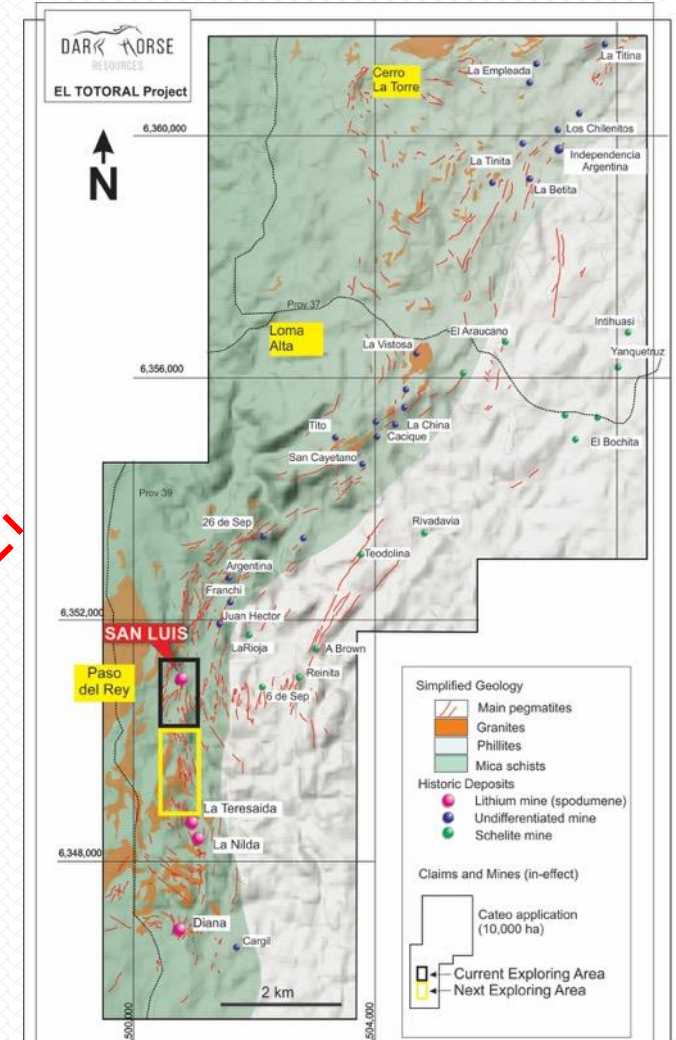 DARK HORSE
RESOURCES
EL TOTORAL Project
N
Cerro
La Torre
La Empleada
La Titina
6,360,000
Los Chilenitos
La Tinita
Independencia
Argentina
La Betita
Prov 37
Loma
Alta
La Vistosa
El Araucano
Intihuasi
Yanquetruz
6,356,000
Tito
La China
Cacique
El Bochita
San Cayetano
Prov 39
26 de Sep
Rivadavia
Teodolina
Argentina
Franchi
6,352,000
Juan Hector
SAN LUIS
LaRioja
A Brown
Paso
del Rey
Reinita
6 de Sep
La Teresaida
La Nilda
6,348,000
Diana
Cargil
2 km
,500,000
,504,000
Simplified Geology
Main pegmatites
Granites
Phillites
Mica schists
Historic Deposits
Lithium mine (spodumene)
Undifferentiated mine
Schelite mine
Claims and Mines (in-effect)
Cateo application
(10,000 ha)
Current Exploring Area
Next Exploring Area